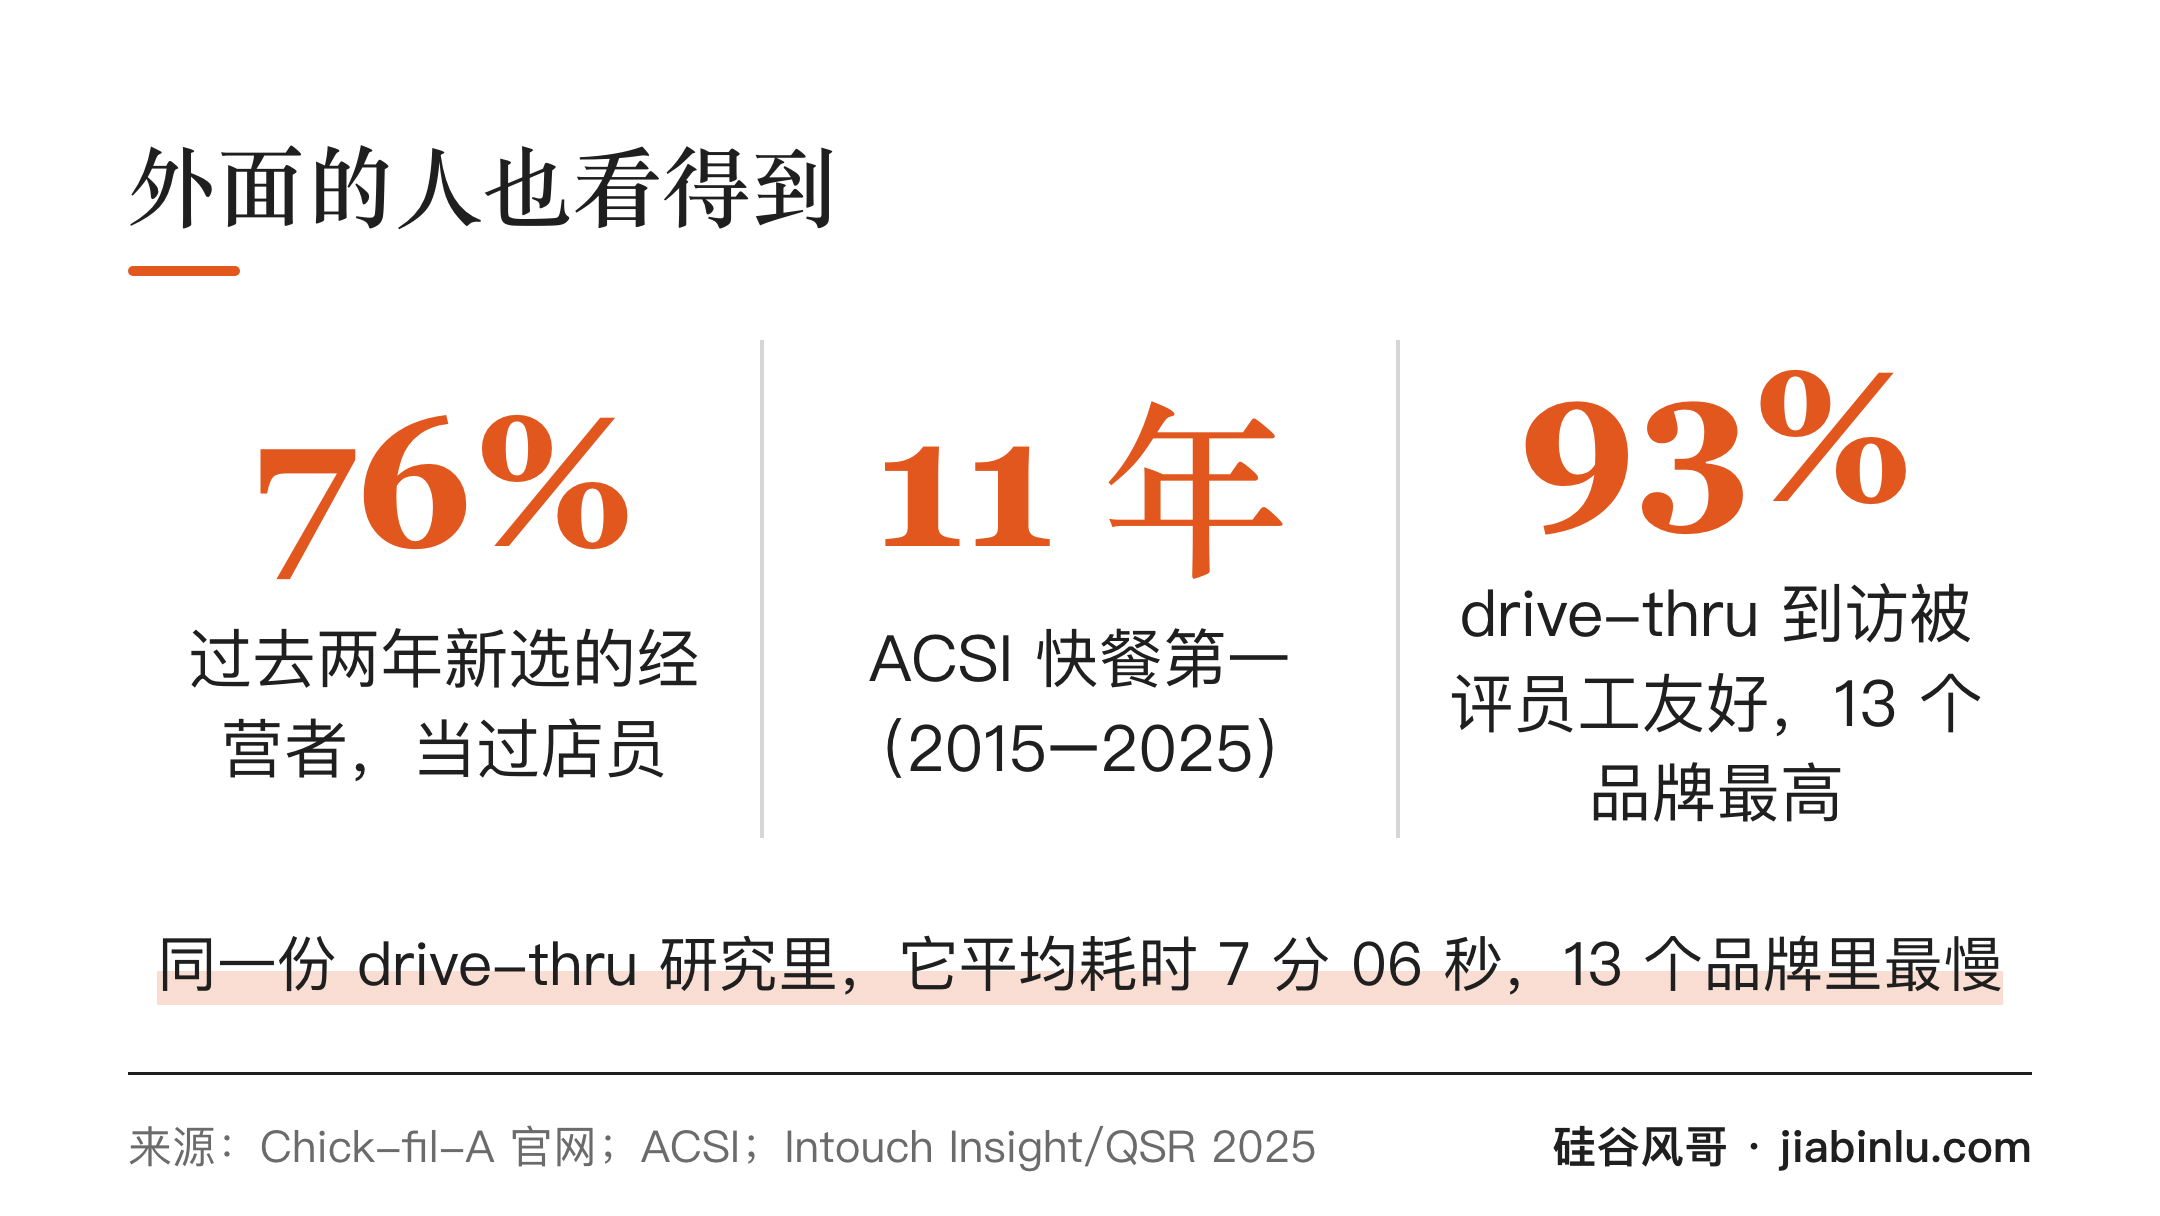 外面的人也看得到
76%
过去两年新选的经
营者，当过店员
11 年
ACSI 快餐第一
（2015—2025）
93%
drive-thru 到访被
评员工友好，13 个
品牌最高
同一份 drive-thru 研究里，它平均耗时 7 分 06 秒，13 个品牌里最慢
来源：Chick-fil-A 官网；ACSI；Intouch Insight/QSR 2025
硅谷风哥 · jiabinlu.com